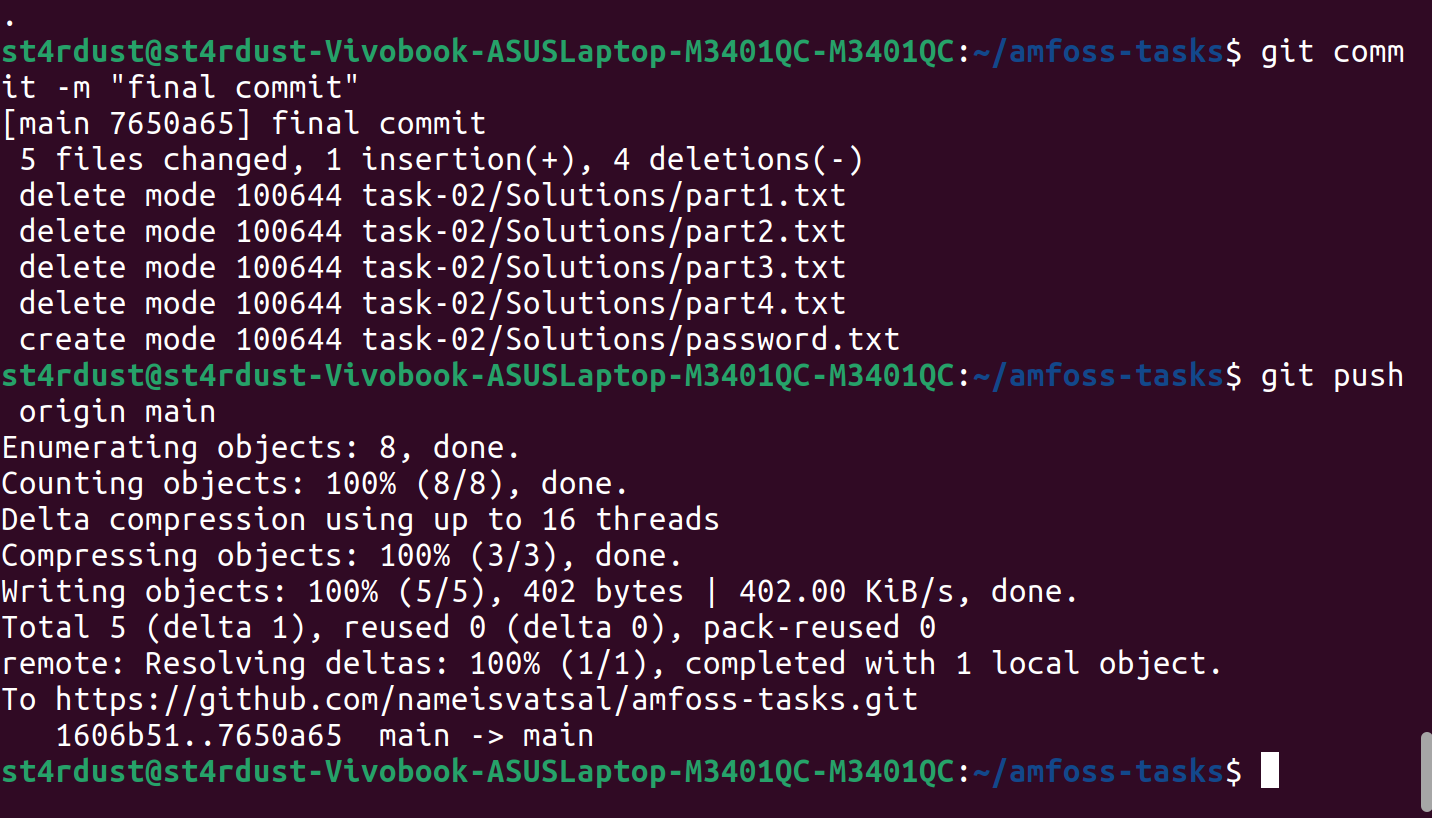 .
st4rdust@st4rdust-Vivobook-ASUSLaptop-M3401QC-M3401QC:~/amfoss-tasks$ git comm
it -m "final commit"
[main 7650a65] final commit
 5 files changed, 1 insertion(+), 4 deletions(-)
 delete mode 100644 task-02/Solutions/part1.txt
 delete mode 100644 task-02/Solutions/part2.txt
 delete mode 100644 task-02/Solutions/part3.txt
 delete mode 100644 task-02/Solutions/part4.txt
 create mode 100644 task-02/Solutions/password.txt
st4rdust@st4rdust-Vivobook-ASUSLaptop-M3401QC-M3401QC:~/amfoss-tasks$ git push
 origin main
Enumerating objects: 8, done.
Counting objects: 100% (8/8), done.
Delta compression using up to 16 threads
Compressing objects: 100% (3/3), done.
Writing objects: 100% (5/5), 402 bytes | 402.00 KiB/s, done.
Total 5 (delta 1), reused 0 (delta 0), pack-reused 0
remote: Resolving deltas: 100% (1/1), completed with 1 local object.
To https://github.com/nameisvatsal/amfoss-tasks.git
   1606b51..7650a65  main -> main
st4rdust@st4rdust-Vivobook-ASUSLaptop-M3401QC-M3401QC:~/amfoss-tasks$